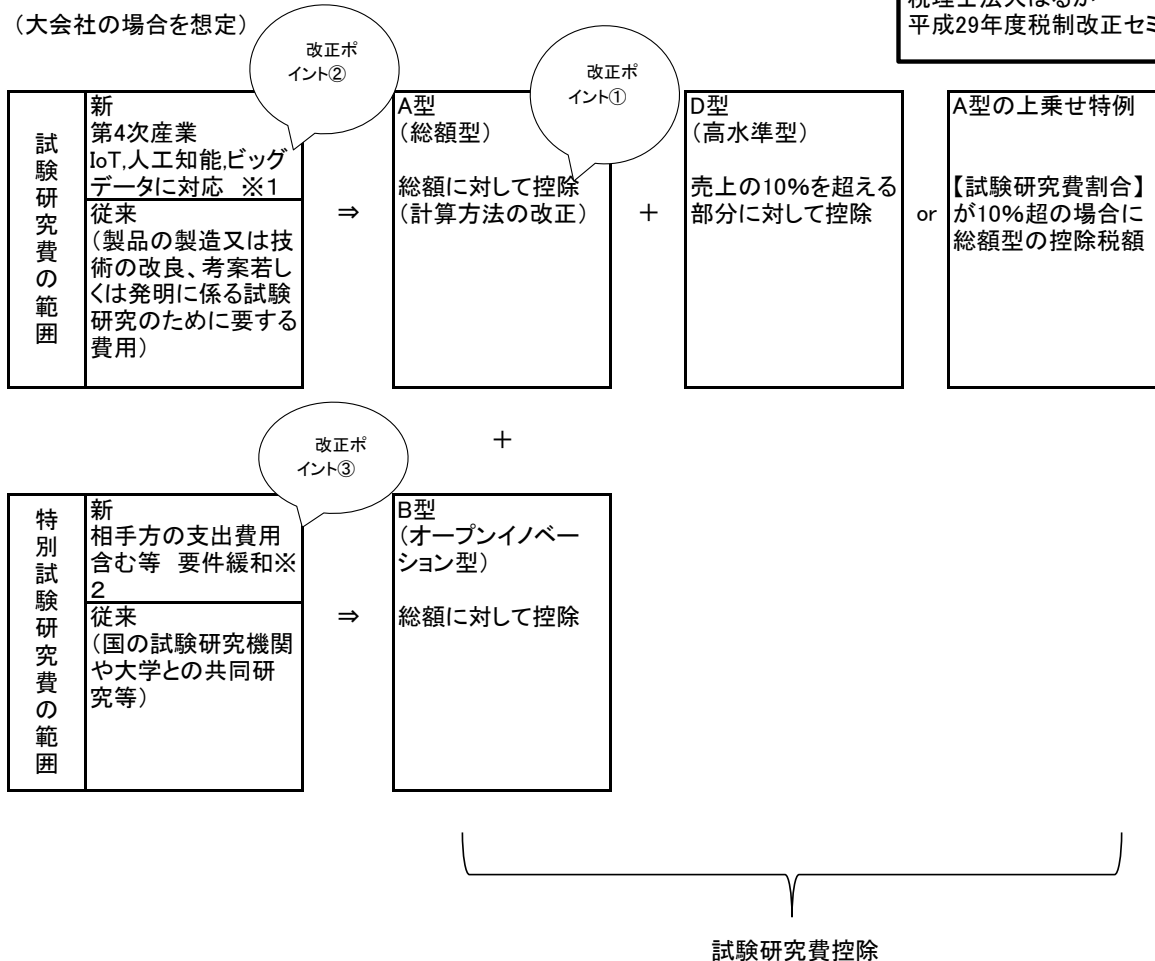 (大会社の場合を想定)
平成29年度税制改正セミ
改正ポ
イント②
改正ポ
イント①
試験研究費の範囲
新
第4次産業
IoT,人工知能,ビッグ
データに対応 ※1
従来
(製品の製造又は技
術の改良、考案若し
くは発明に係る試験
研究のために要する
費用)
⇒
A型
(総額型)
総額に対して控除
(計算方法の改正)
+
D型
(高水準型)
売上の10%を超える
部分に対して控除
or
A型の上乗せ特例
【試験研究費割合】
が10%超の場合に
総額型の控除税額
改正ポ
イント③
+
特別試験研究費の範囲
新
相手方の支出費用
含む等 要件緩和※
2
従来
(国の試験研究機関
や大学との共同研
究等)
⇒
B型
(オープンイノベー
ション型)
総額に対して控除
試験研究費控除